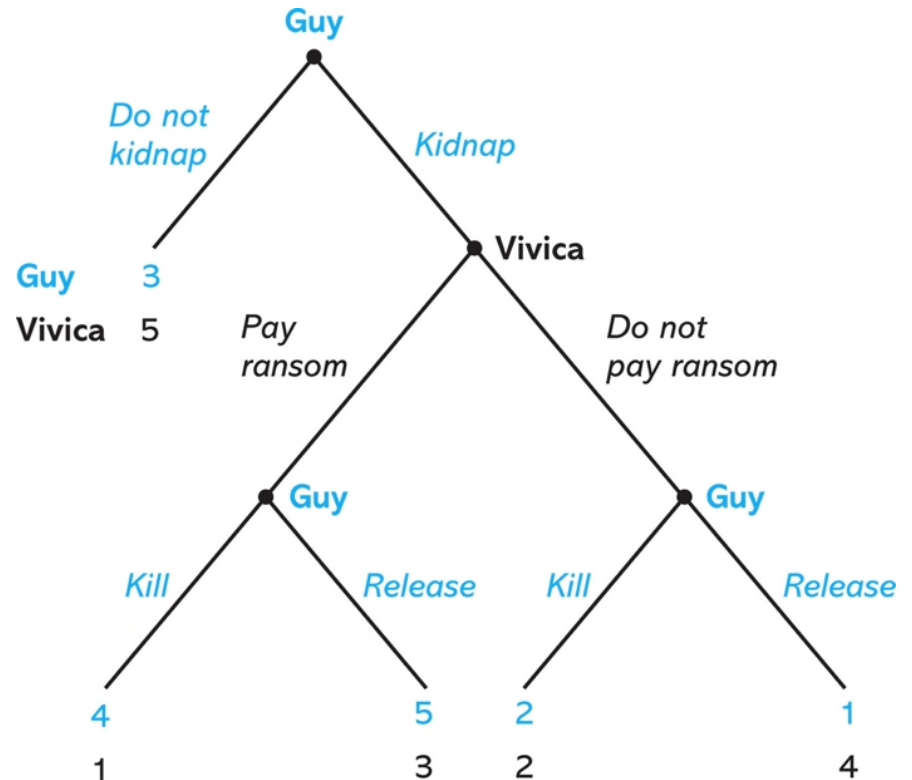 Guy
Do not
kidnap
Kidnap
Vivica
Guy 3
Vivica 5
Pay
ransom
Do not
pay ransom
Guy
Guy
Kill
Release
Kill
Release
4 5 2 1
1 3 2 4